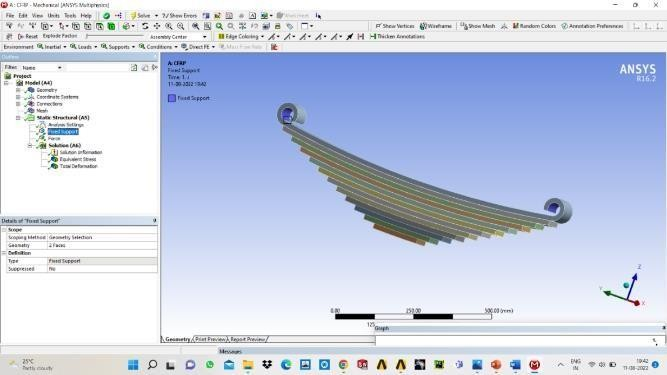 A : CFRP - Mechanical [ANSYS Multiphysics]
File Edit View Units Tools Help Solve Show Errors Worksheet
Show Vertices Wireframe Show Mesh Random Colors Annotation Preferences
Reset Explode Factor Assembly Center Edge Coloring Thicken Annotations
Environment Inertial Loads Supports Conditions Direct FE Mass Flow Rate
Outline
Filter: Name
Project
Model (A4)
Geometry
Coordinate Systems
Connections
Mesh
Static Structural (A5)
Analysis Settings
Fixed Support
Force
Solution (A6)
Solution Information
Equivalent Stress
Total Deformation
Details of "Fixed Support"
Scope
Scoping Method Geometry Selection
Geometry 2 Faces
Definition
Type Fixed Support
Suppressed No
A: CFRP
Fixed Support
Time: 1. s
11-08-2022 19:42
Fixed Support
ANSYS
R16.2
Z
Y
X
0.00 250.00 500.00 (mm)
125
Graph
Geometry Print Preview Report Preview
1.
Messages
25°C
Partly cloudy
ENG
IN
19:42
11-08-2022